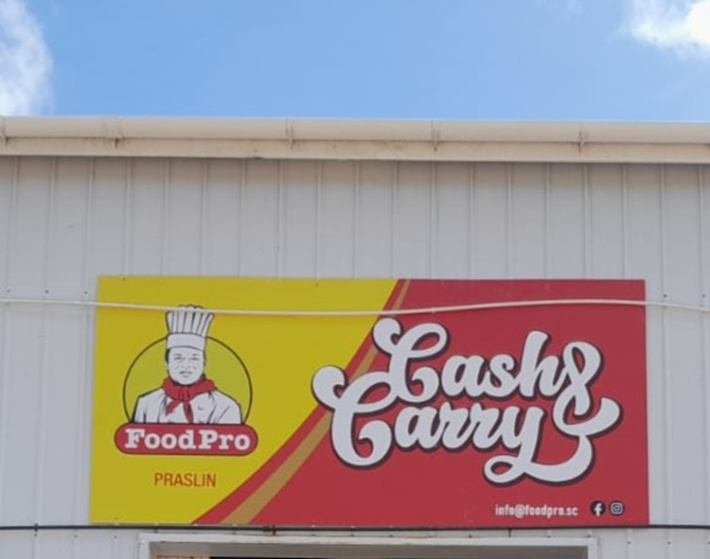 FoodPro
PRASLIN
Cash &
Carry
info@foodpro.sc